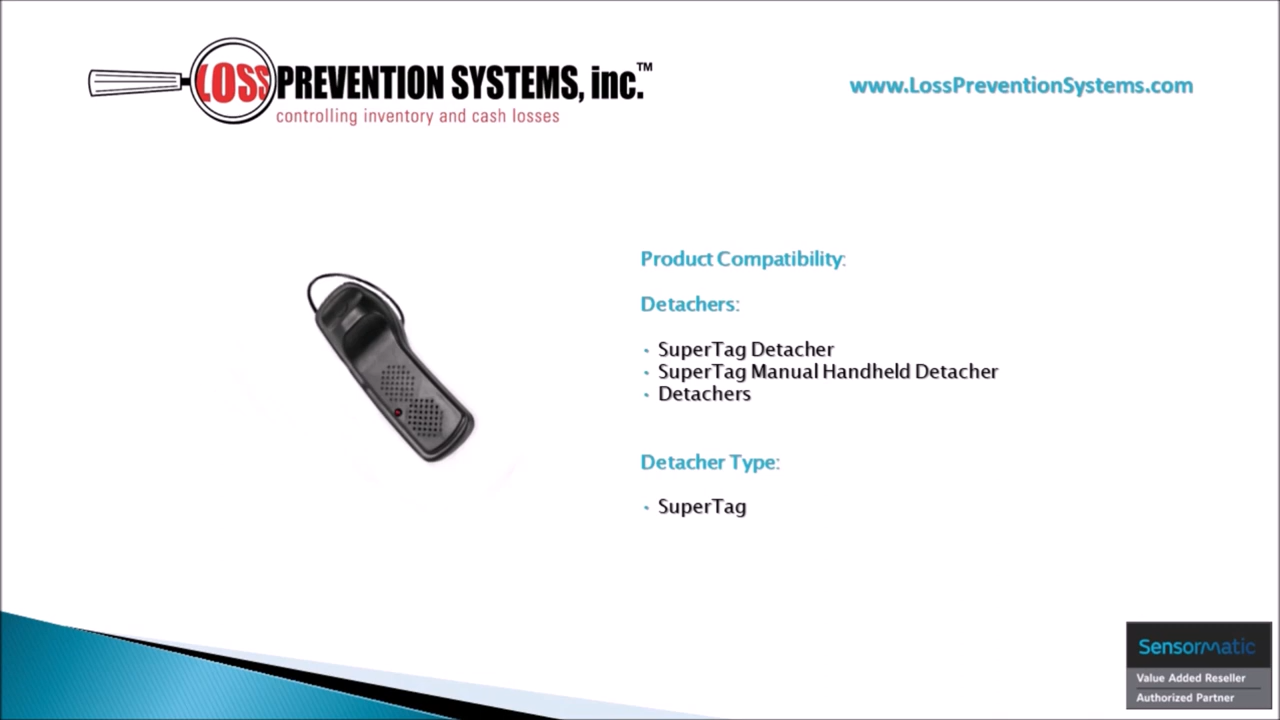 LOSS PREVENTION SYSTEMS, inc.™
controlling inventory and cash losses
www.LossPreventionSystems.com
Product Compatibility:
Detachers:
• SuperTag Detacher
• SuperTag Manual Handheld Detacher
• Detachers
Detacher Type:
• SuperTag
Sensormatic
Value Added Reseller
Authorized Partner